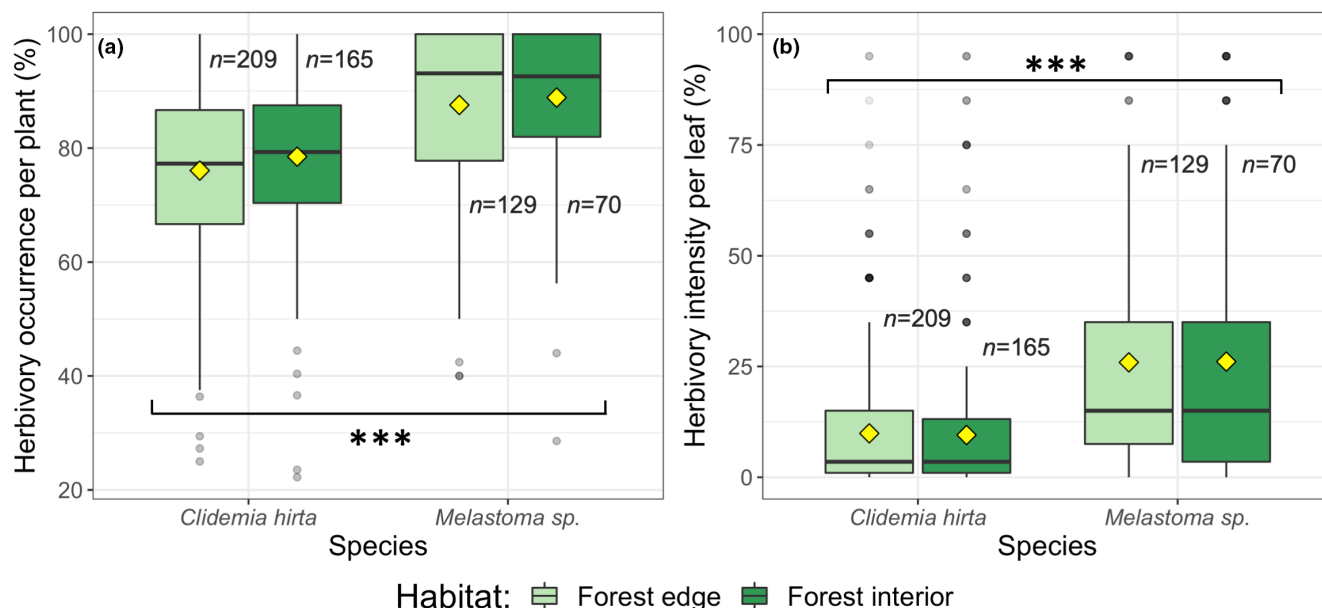 (a)
Herbivory occurrence per plant (%)
100
80
60
40
20
n=209
n=165
n=129
n=70
***
Clidemia hirta
Melastoma sp.
Species
(b)
Herbivory intensity per leaf (%)
100
75
50
25
0
***
n=129
n=70
n=209
n=165
Clidemia hirta
Melastoma sp.
Species
Habitat: Forest edge Forest interior